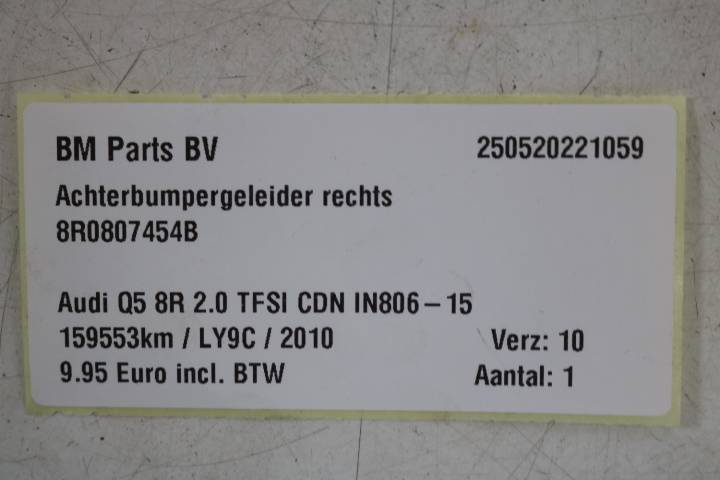 BM Parts BV 250520221059
Achterbumpergeleider rechts
8R0807454B
Audi Q5 8R 2.0 TFSI CDN IN806-15
159553km / LY9C / 2010 Verz: 10
9.95 Euro incl. BTW Aantal: 1